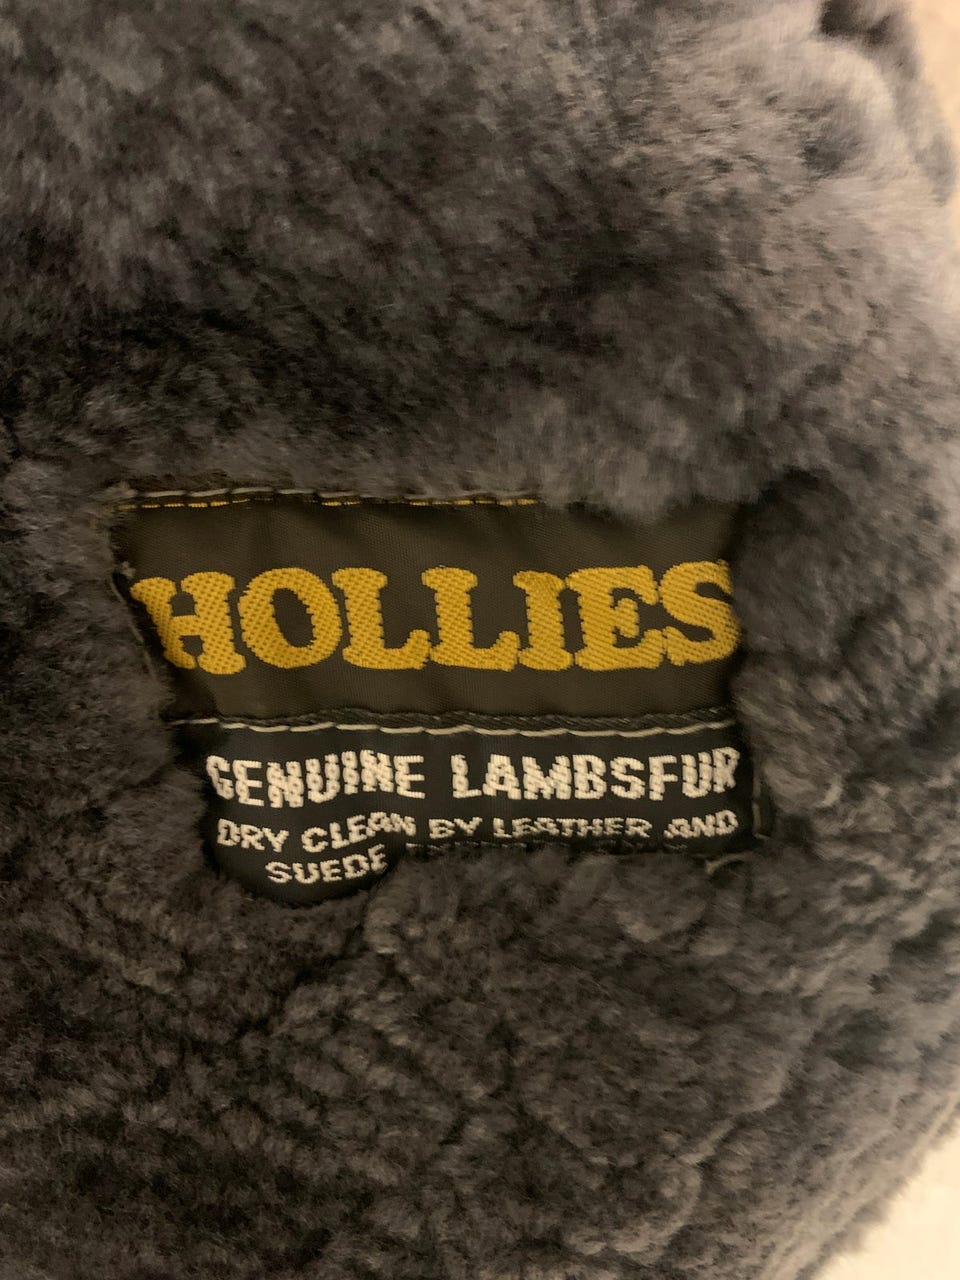 HOLLIES
GENUINE LAMBSFUR
DRY CLEAN BY LEATHER AND
SUEDE